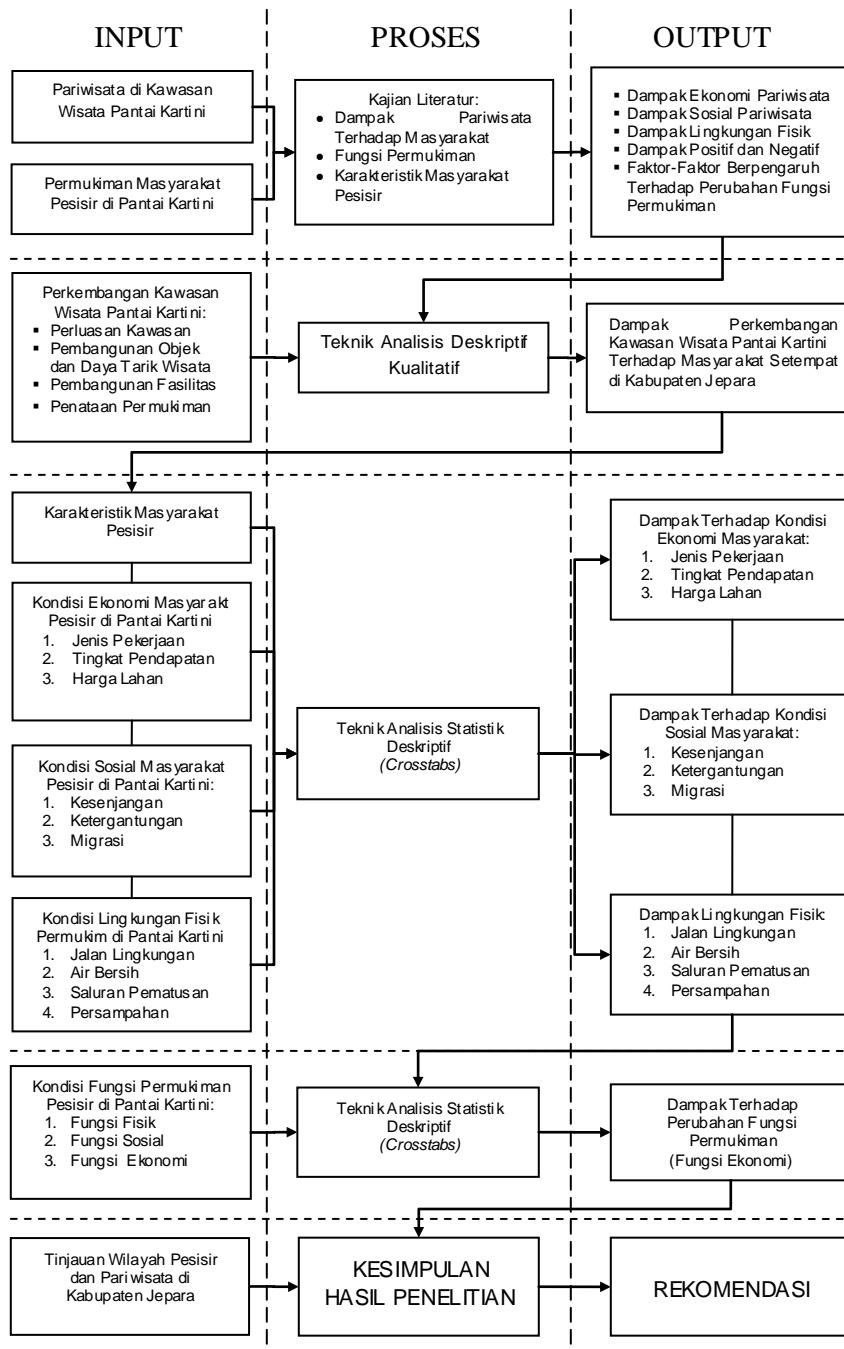 INPUT
PROSES
OUTPUT
Pariwisata di Kawasan
Wisata Pantai Kartini
Permukiman Masyarakat
Pesisir di Pantai Kartini
Kajian Literatur:
• Dampak Pariwisata
Terhadap Masyarakat
• Fungsi Permukiman
• Karakteristik Masyarakat
Pesisir
▪ Dampak Ekonomi Pariwisata
▪ Dampak Sosial Pariwisata
▪ Dampak Lingkungan Fisik
▪ Dampak Positif dan Negatif
▪ Faktor-Faktor Berpengaruh
Terhadap Perubahan Fungsi
Permukiman
Perkembangan Kawasan
Wisata Pantai Kartini:
▪ Perluasan Kawasan
▪ Pembangunan Objek
dan Daya Tarik Wisata
▪ Pembangunan Fasilitas
▪ Penataan Permukiman
Teknik Analisis Deskriptif
Kualitatif
Dampak Perkembangan
Kawasan Wisata Pantai Kartini
Terhadap Masyarakat Setempat
di Kabupaten Jepara
Karakteristik Masyarakat
Pesisir
Kondisi Ekonomi Masyarakt
Pesisir di Pantai Kartini
1. Jenis Pekerjaan
2. Tingkat Pendapatan
3. Harga Lahan
Kondisi Sosial Masyarakat
Pesisir di Pantai Kartini:
1. Kesenjangan
2. Ketergantungan
3. Migrasi
Kondisi Lingkungan Fisik
Permukim di Pantai Kartini
1. Jalan Lingkungan
2. Air Bersih
3. Saluran Pematusan
4. Persampahan
Teknik Analisis Statistik
Deskriptif
(Crosstabs)
Dampak Terhadap Kondisi
Ekonomi Masyarakat:
1. Jenis Pekerjaan
2. Tingkat Pendapatan
3. Harga Lahan
Dampak Terhadap Kondisi
Sosial Masyarakat:
1. Kesenjangan
2. Ketergantungan
3. Migrasi
Dampak Lingkungan Fisik:
1. Jalan Lingkungan
2. Air Bersih
3. Saluran Pematusan
4. Persampahan
Kondisi Fungsi Permukiman
Pesisir di Pantai Kartini:
1. Fungsi Fisik
2. Fungsi Sosial
3. Fungsi Ekonomi
Teknik Analisis Statistik
Deskriptif
(Crosstabs)
Dampak Terhadap
Perubahan Fungsi
Permukiman
(Fungsi Ekonomi)
Tinjauan Wilayah Pesisir
dan Pariwisata di
Kabupaten Jepara
KESIMPULAN
HASIL PENELITIAN
REKOMENDASI